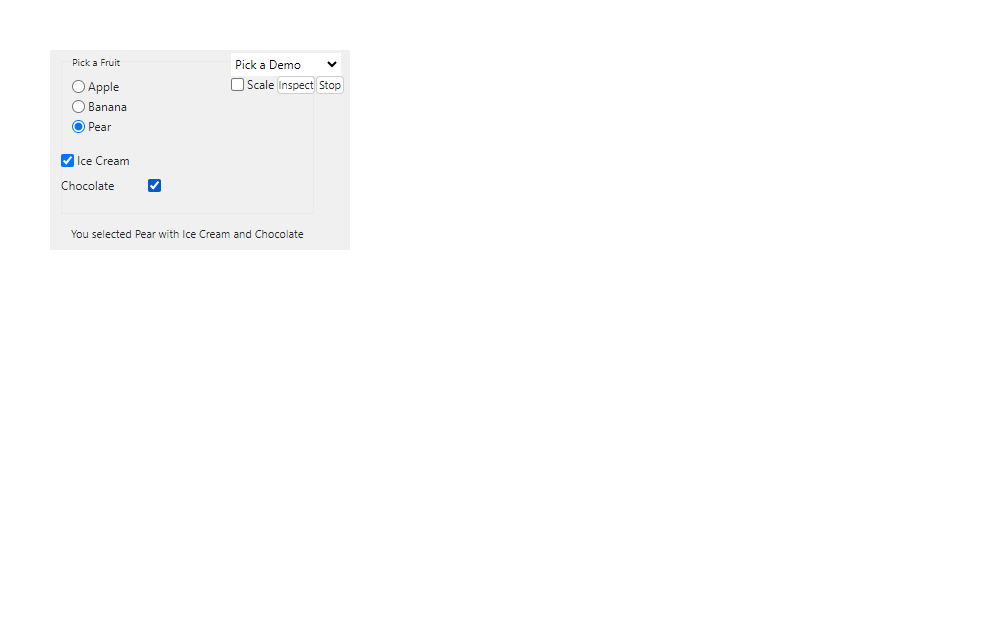 Pick a Fruit
Pick a Demo
Apple
Scale Inspect Stop
Banana
Pear
Ice Cream
Chocolate
You selected Pear with Ice Cream and Chocolate